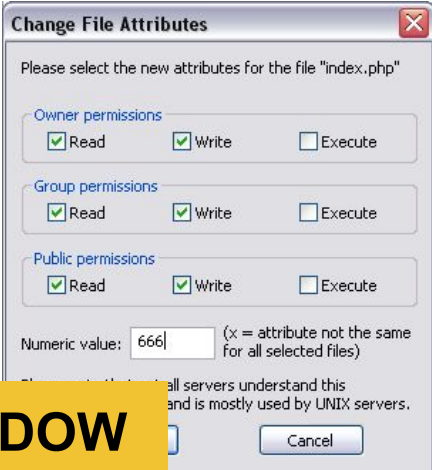 Change File Attributes
Please select the new attributes for the file "index.php"
Owner permissions
Read Write Execute
Group permissions
Read Write Execute
Public permissions
Read Write Execute
Numeric value: 666 (x = attribute not the same
for all selected files)
all servers understand this
and is mostly used by UNIX servers.
DOW
Cancel